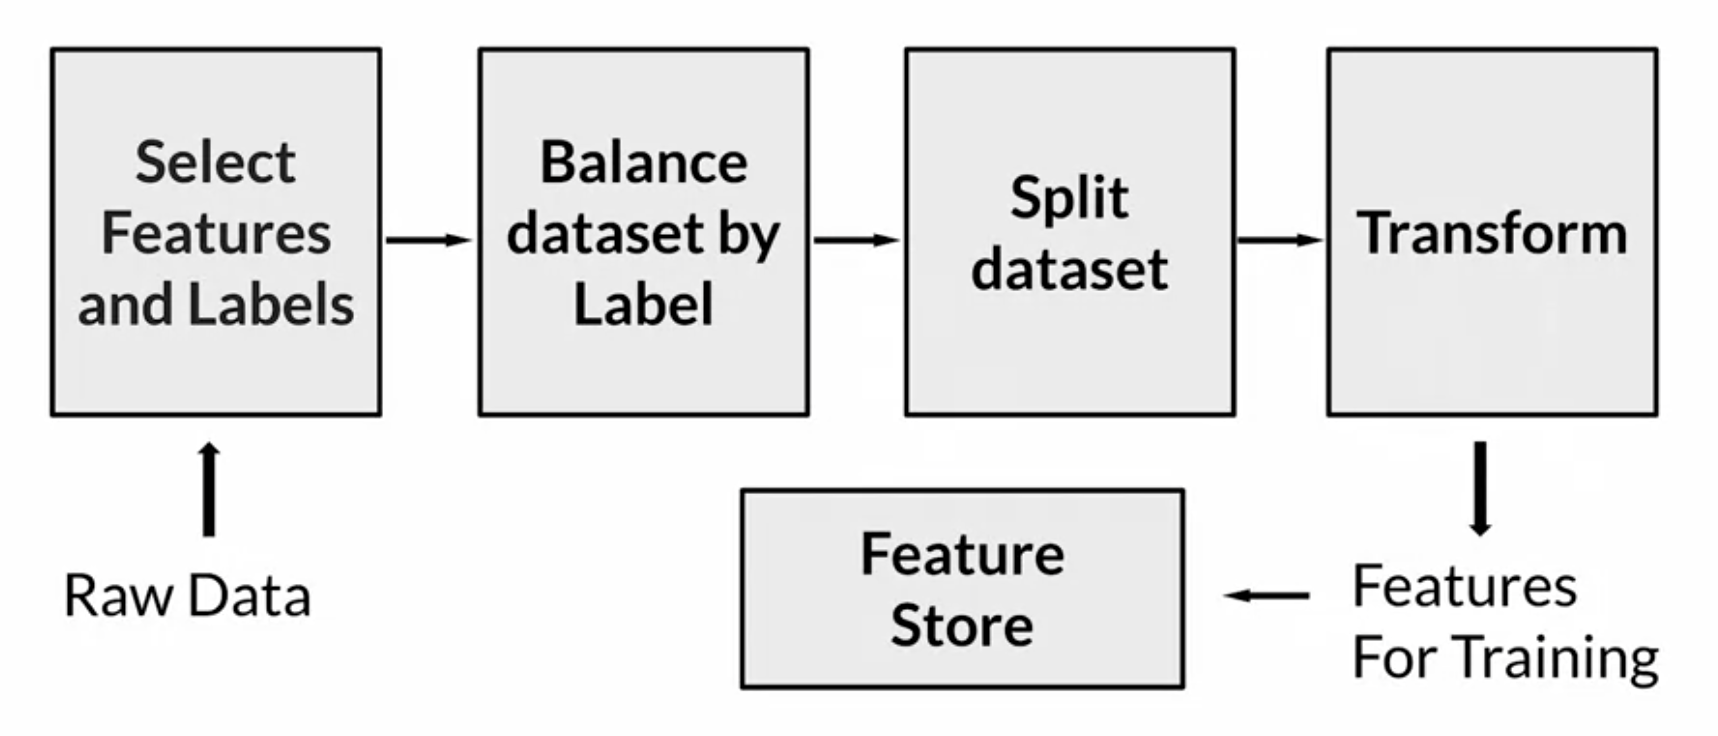 Select
Features
and Labels
Balance
dataset by
Label
Split
dataset
Transform
Raw Data
Feature
Store
Features
For Training